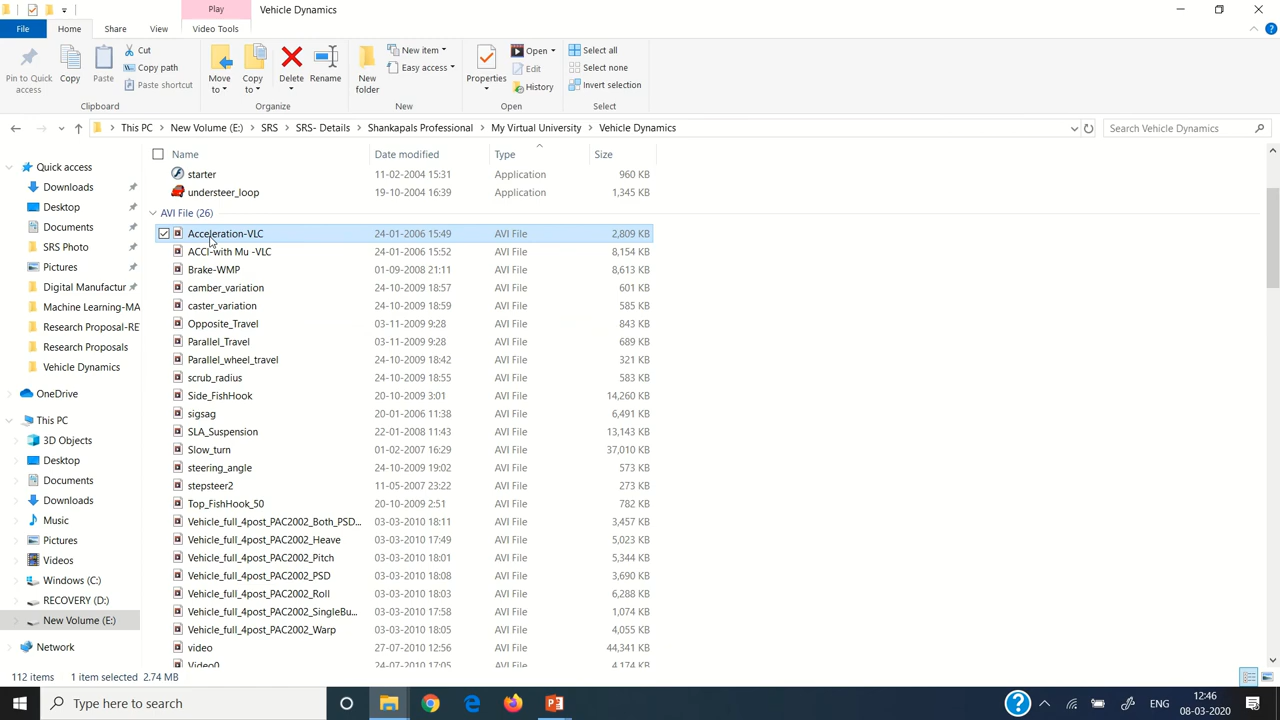 Play
Vehicle Dynamics
File
Home
Share
View
Video Tools
Pin to Quick access
Copy
Paste
Cut
Copy path
Paste shortcut
Move to
Copy to
Delete
Rename
New folder
New item
Easy access
Properties
Open
Edit
History
Select all
Select none
Invert selection
Clipboard
Organize
New
Open
Select
This PC > New Volume (E:) > SRS > SRS- Details > Shankapals Professional > My Virtual University > Vehicle Dynamics
Search Vehicle Dynamics
Quick access
Downloads
Desktop
Documents
SRS Photo
Pictures
Digital Manufactur
Machine Learning-MA
Research Proposal-RE
Research Proposals
Vehicle Dynamics
OneDrive
This PC
3D Objects
Desktop
Documents
Downloads
Music
Pictures
Videos
Windows (C:)
RECOVERY (D:)
New Volume (E:)
Network
Name Date modified Type Size
starter 11-02-2004 15:31 Application 960 KB
understeer_loop 19-10-2004 16:39 Application 1,345 KB
AVI File (26)
Acceleration-VLC 24-01-2006 15:49 AVI File 2,809 KB
ACCl-with Mu -VLC 24-01-2006 15:52 AVI File 8,154 KB
Brake-WMP 01-09-2008 21:11 AVI File 8,613 KB
camber_variation 24-10-2009 18:57 AVI File 601 KB
caster_variation 24-10-2009 18:59 AVI File 585 KB
Opposite_Travel 03-11-2009 9:28 AVI File 843 KB
Parallel_Travel 03-11-2009 9:28 AVI File 689 KB
Parallel_wheel_travel 24-10-2009 18:42 AVI File 321 KB
scrub_radius 24-10-2009 18:55 AVI File 583 KB
Side_FishHook 20-10-2009 3:01 AVI File 14,260 KB
sigsag 20-01-2006 11:38 AVI File 6,491 KB
SLA_Suspension 22-01-2008 11:43 AVI File 13,143 KB
Slow_turn 01-02-2007 16:29 AVI File 37,010 KB
steering_angle 24-10-2009 19:02 AVI File 573 KB
stepsteer2 11-05-2007 23:22 AVI File 273 KB
Top_FishHook_50 20-10-2009 2:51 AVI File 782 KB
Vehicle_full_4post_PAC2002_Both_PSD... 03-03-2010 18:11 AVI File 3,457 KB
Vehicle_full_4post_PAC2002_Heave 03-03-2010 17:49 AVI File 5,023 KB
Vehicle_full_4post_PAC2002_Pitch 03-03-2010 18:01 AVI File 5,344 KB
Vehicle_full_4post_PAC2002_PSD 03-03-2010 18:08 AVI File 3,690 KB
Vehicle_full_4post_PAC2002_Roll 03-03-2010 18:03 AVI File 6,288 KB
Vehicle_full_4post_PAC2002_SingleBu... 03-03-2010 17:58 AVI File 1,074 KB
Vehicle_full_4post_PAC2002_Warp 03-03-2010 18:05 AVI File 4,055 KB
video 27-07-2010 12:56 AVI File 44,341 KB
Video0 24-07-2010 17:05 AVI File 4,174 KB
112 items 1 item selected 2.74 MB
Type here to search
ENG
12:46
08-03-2020